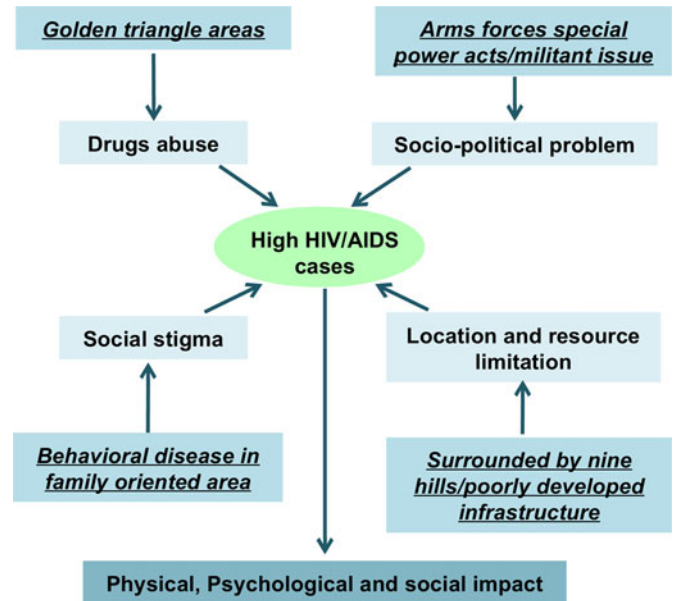 Golden triangle areas
Arms forces special
power acts/militant issue
Drugs abuse
Socio-political problem
High HIV/AIDS
cases
Social stigma
Location and resource
limitation
Behavioral disease in
family oriented area
Surrounded by nine
hills/poorly developed
infrastructure
Physical, Psychological and social impact